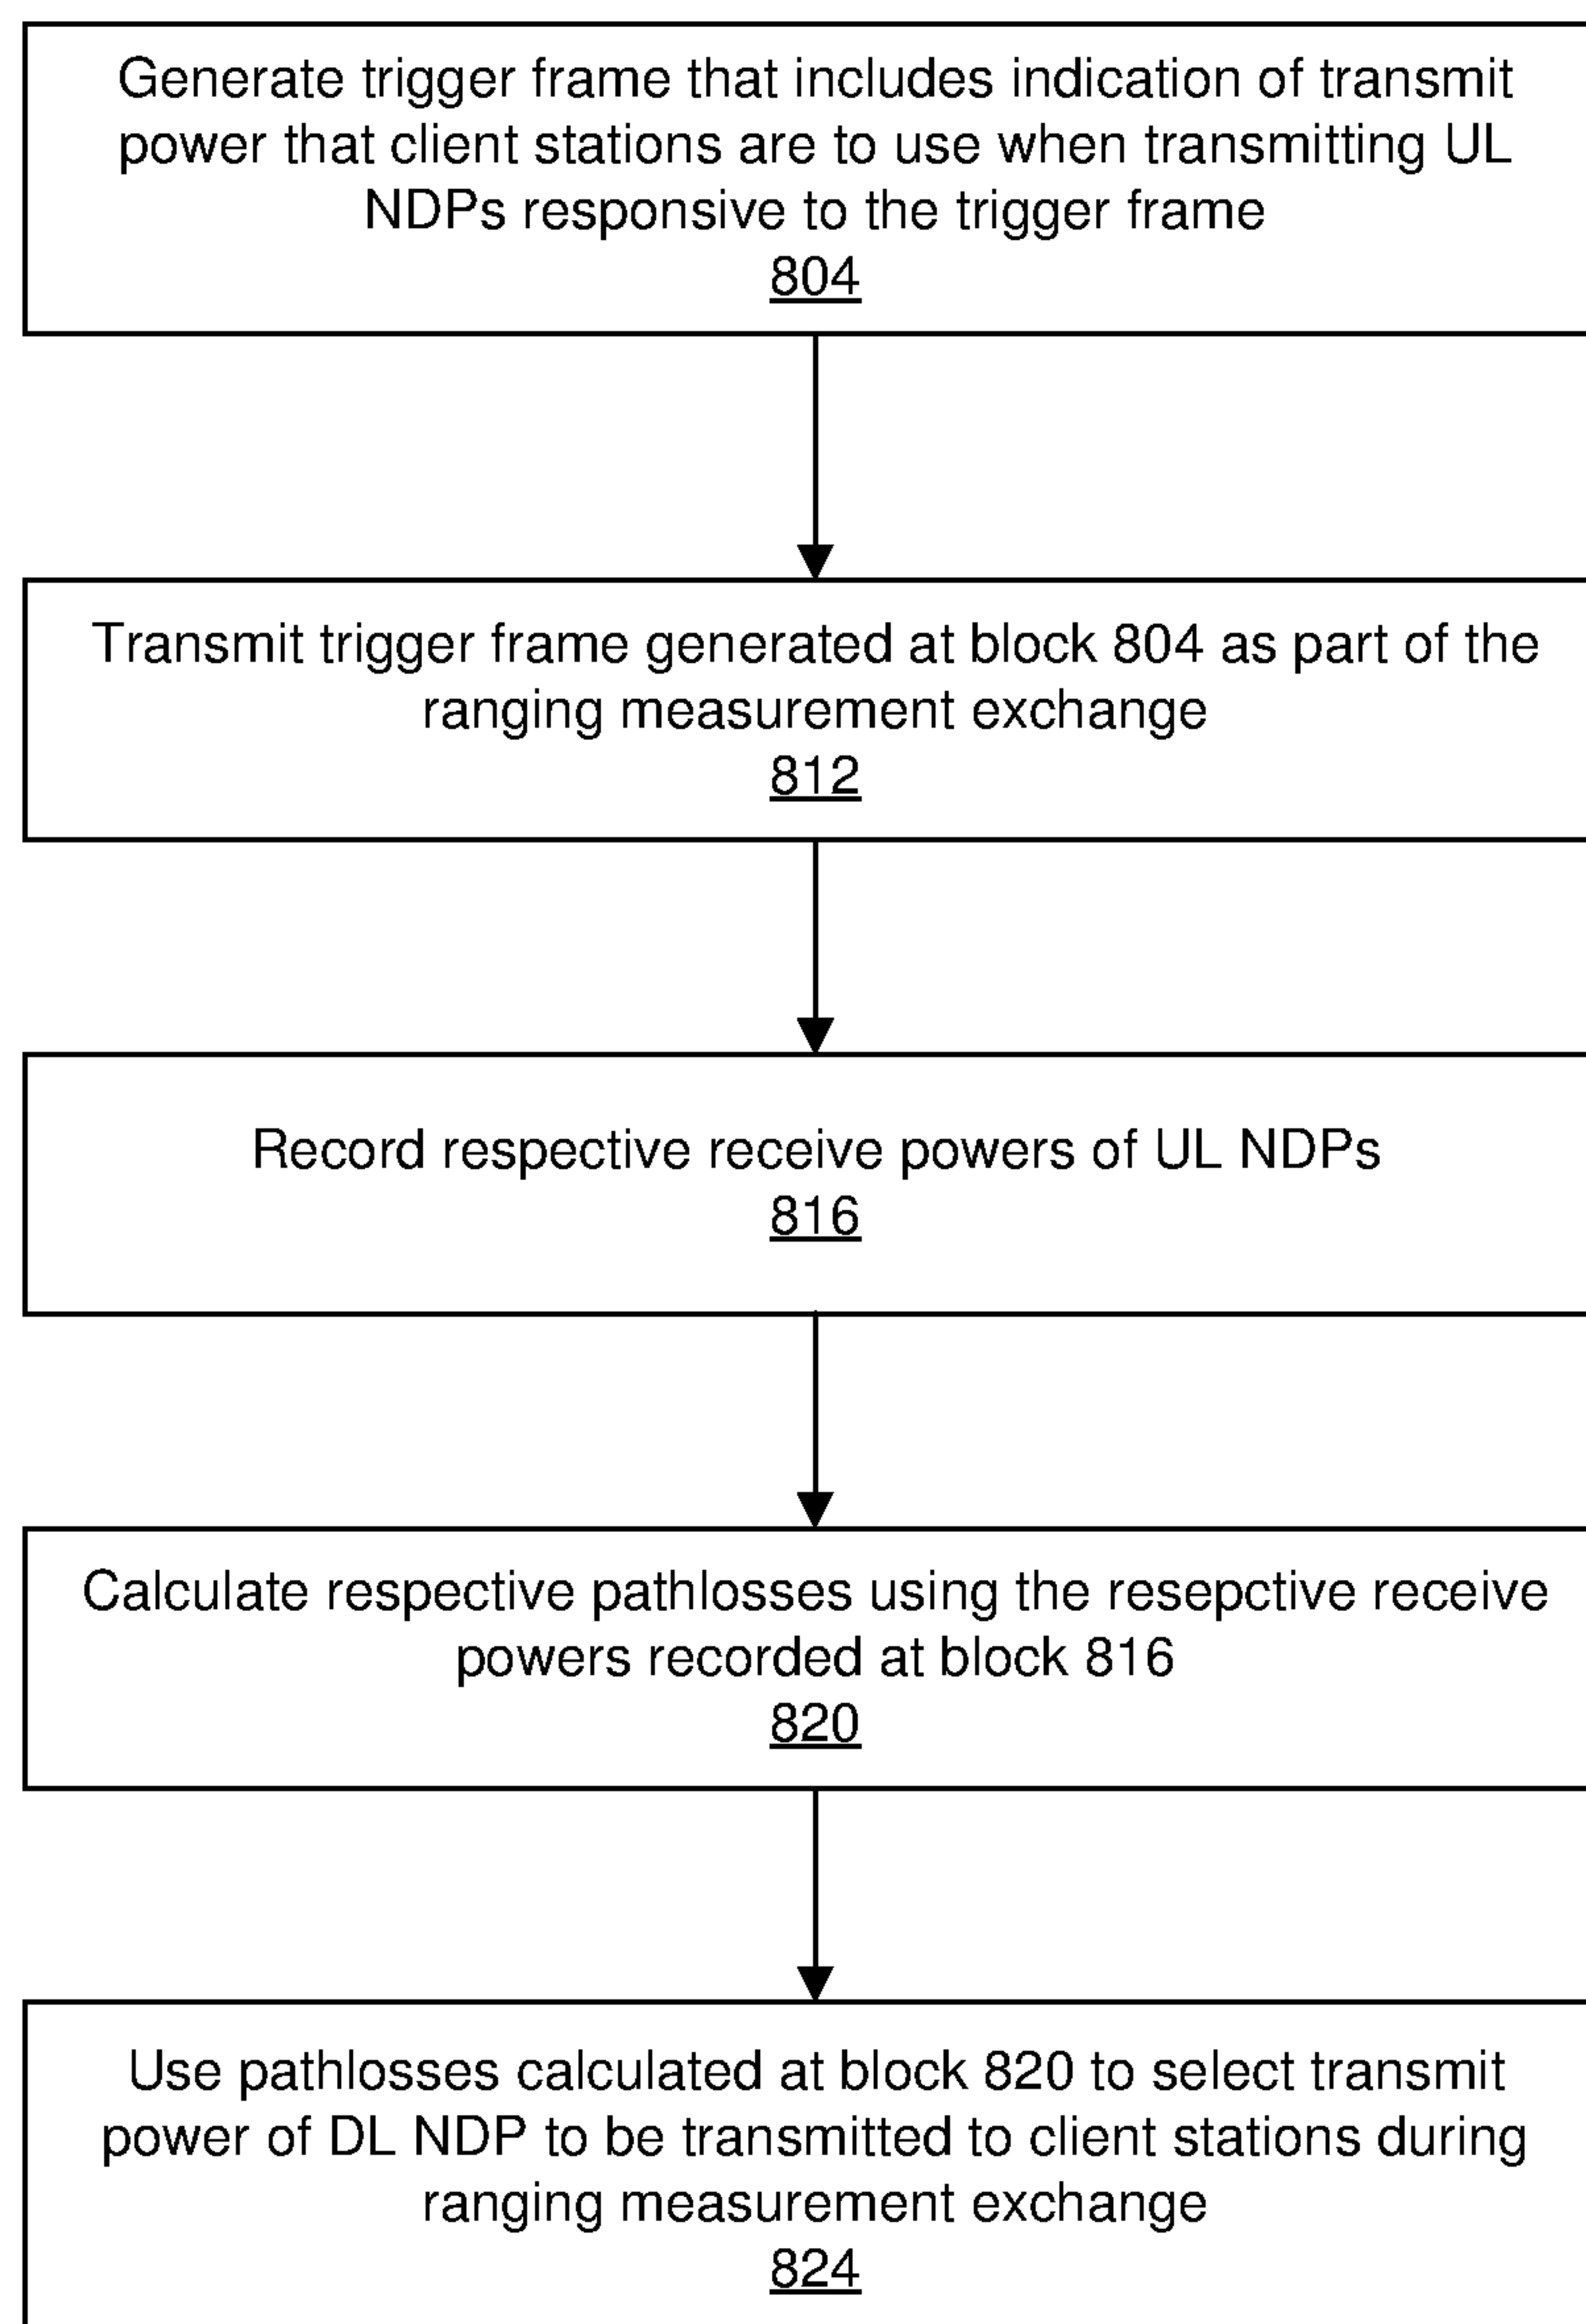 Generate trigger frame that includes indication of transmit
power that client stations are to use when transmitting UL
NDPs responsive to the trigger frame
804
Transmit trigger frame generated at block 804 as part of the
ranging measurement exchange
812
Record respective receive powers of UL NDPs
816
Calculate respective pathlosses using the resepctive receive
powers recorded at block 816
820
Use pathlosses calculated at block 820 to select transmit
power of DL NDP to be transmitted to client stations during
ranging measurement exchange
824